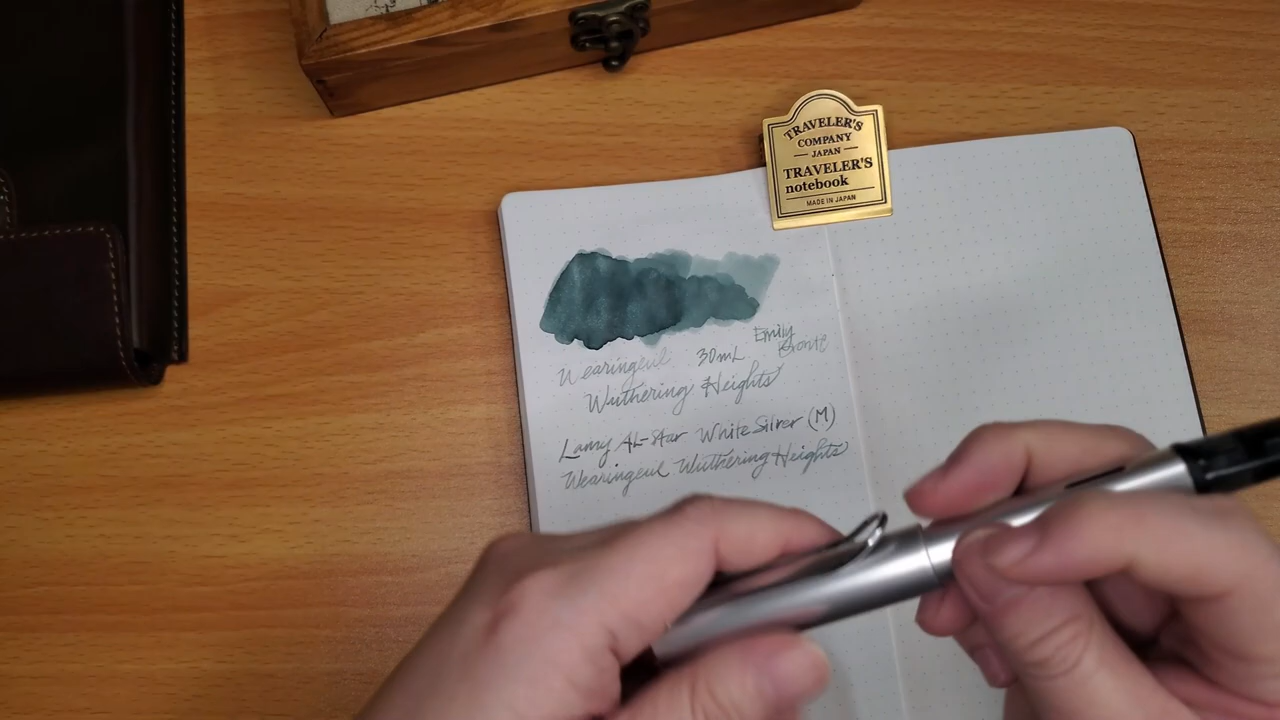 TRAVELER'S
COMPANY
JAPAN
TRAVELER'S
notebook
MADE IN JAPAN
Emily
Brontë
Wearingeul 30mL
Wuthering Heights
Lamy AL-Star White Silver (M)
Wearingeul Wuthering Heights